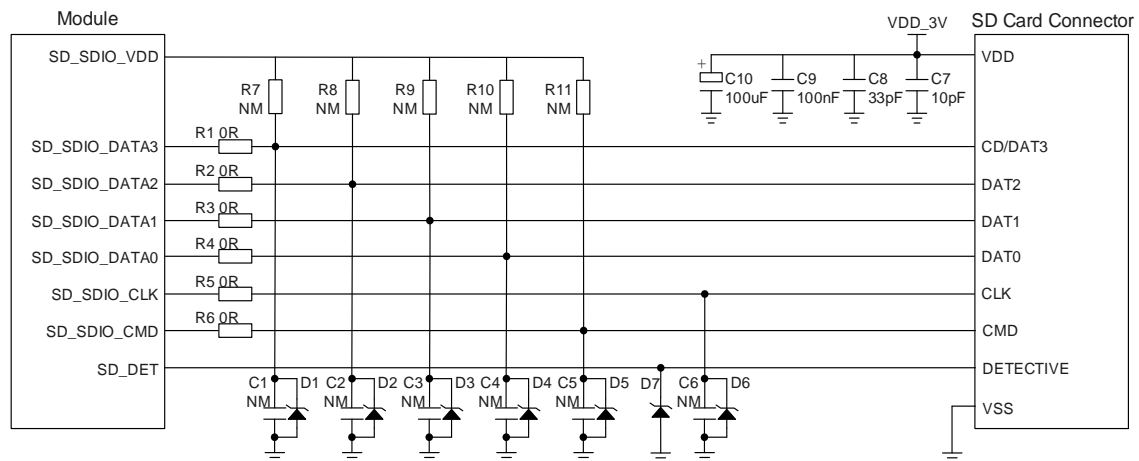 Module
SD Card Connector
VDD_3V
SD_SDIO_VDD
VDD
R7
NM
R8
NM
R9
NM
R10
NM
R11
NM
+
C10
100uF
C9
100nF
C8
33pF
C7
10pF
R1 0R
SD_SDIO_DATA3
CD/DAT3
R2 0R
SD_SDIO_DATA2
DAT2
R3 0R
SD_SDIO_DATA1
DAT1
R4 0R
SD_SDIO_DATA0
DAT0
R5 0R
SD_SDIO_CLK
CLK
R6 0R
SD_SDIO_CMD
CMD
SD_DET
DETECTIVE
C1
NM
D1
C2
NM
D2
C3
NM
D3
C4
NM
D4
C5
NM
D5
D7
C6
NM
D6
VSS